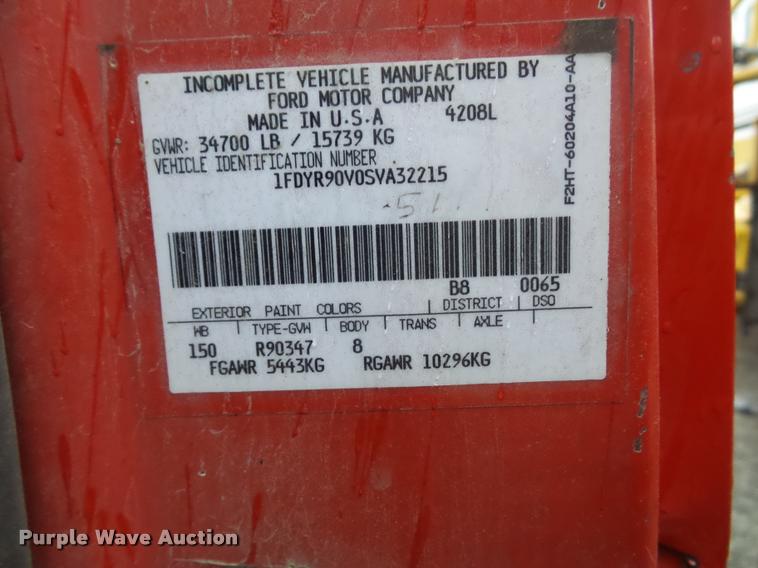 INCOMPLETE VEHICLE MANUFACTURED BY
FORD MOTOR COMPANY
MADE IN U.S.A 4208L
GVWR: 34700 LB / 15739 KG
VEHICLE IDENTIFICATION NUMBER
1FDYR90V0SVA32215
F2HT-60204A10-AA
B8 0065
EXTERIOR PAINT COLORS DISTRICT DSO
WB TYPE-GVW BODY TRANS AXLE
150 R90347 8
FGAWR 5443KG RGAWR 10296KG
Purple Wave Auction